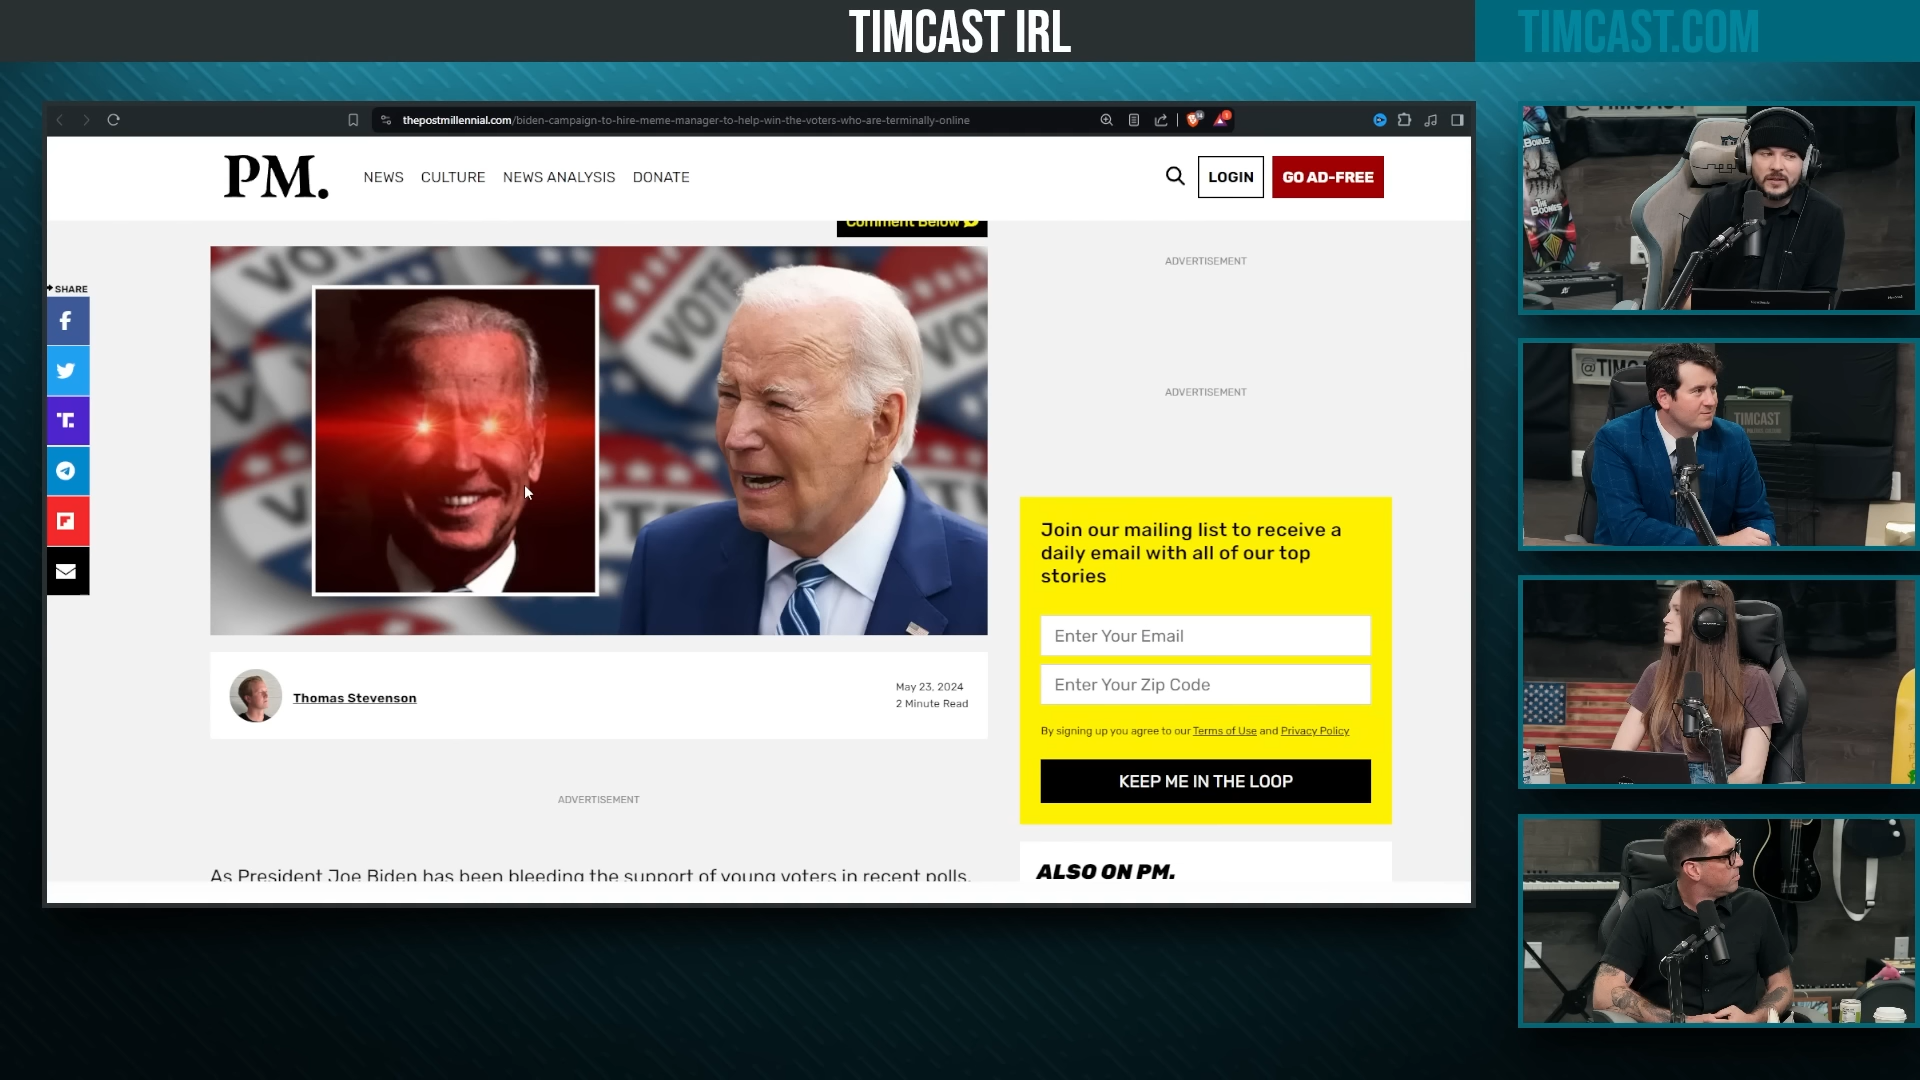 TIMCAST IRL
TIMCAST.COM
thepostmillennial.com/biden-campaign-to-hire-meme-manager-to-help-win-the-voters-who-are-terminally-online
PM.
NEWS CULTURE NEWS ANALYSIS DONATE
LOGIN
GO AD-FREE
Comment Below
SHARE
VOTE
VOTE
ADVERTISEMENT
ADVERTISEMENT
Join our mailing list to receive a
daily email with all of our top
stories
Enter Your Email
Enter Your Zip Code
By signing up you agree to our Terms of Use and Privacy Policy
KEEP ME IN THE LOOP
Thomas Stevenson
May 23, 2024
2 Minute Read
ADVERTISEMENT
As President Joe Biden has been bleeding the support of young voters in recent polls,
ALSO ON PM.
TIMCAST